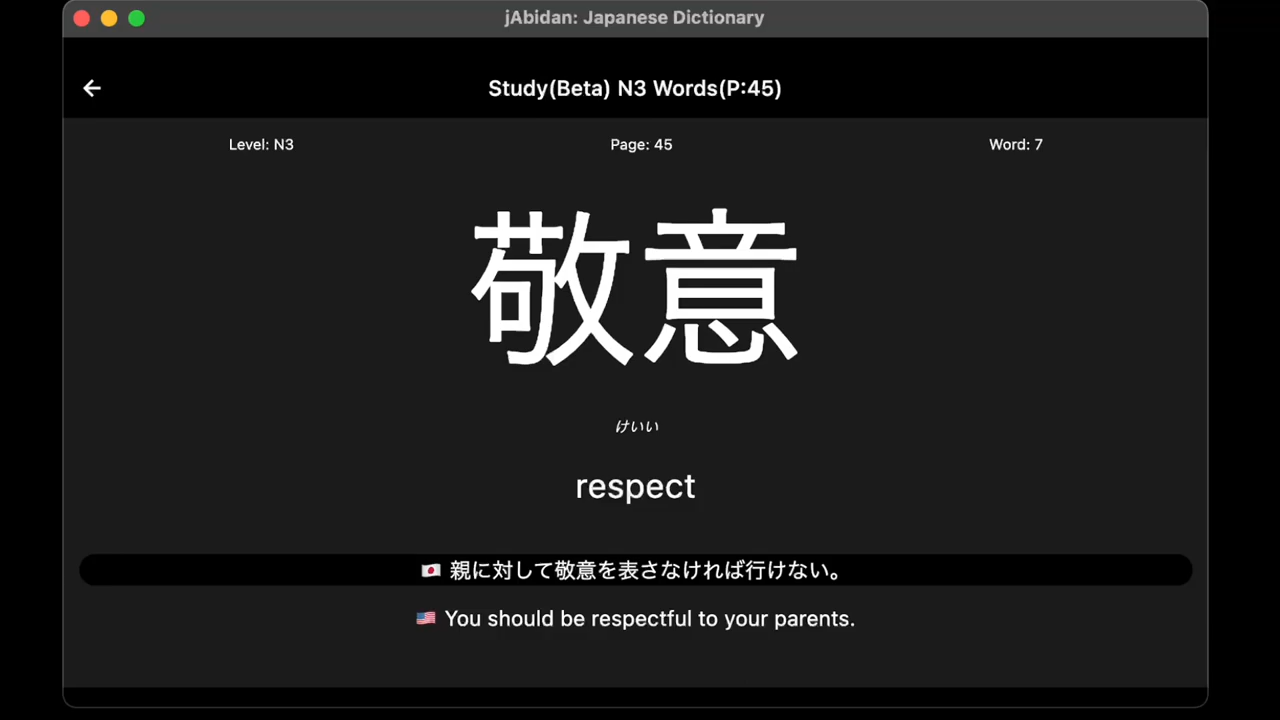 jAbidan: Japanese Dictionary
Study(Beta) N3 Words(P:45)
Level: N3
Page: 45
Word: 7
敬意
けいい
respect
🇯🇵 親に対して敬意を表さなければ行けない。
🇺🇸 You should be respectful to your parents.